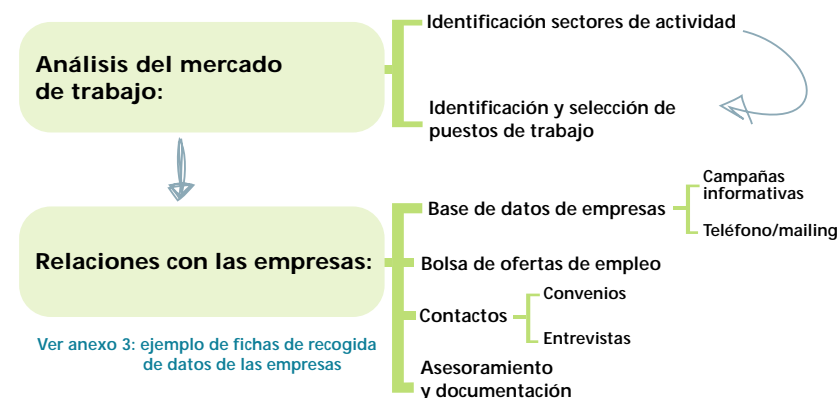 Análisis del mercado
de trabajo:
Identificación sectores de actividad
Identificación y selección de
puestos de trabajo
Relaciones con las empresas:
Base de datos de empresas
Campañas
informativas
Teléfono/mailing
Bolsa de ofertas de empleo
Contactos
Convenios
Entrevistas
Asesoramiento
y documentación
Ver anexo 3: ejemplo de fichas de recogida
de datos de las empresas